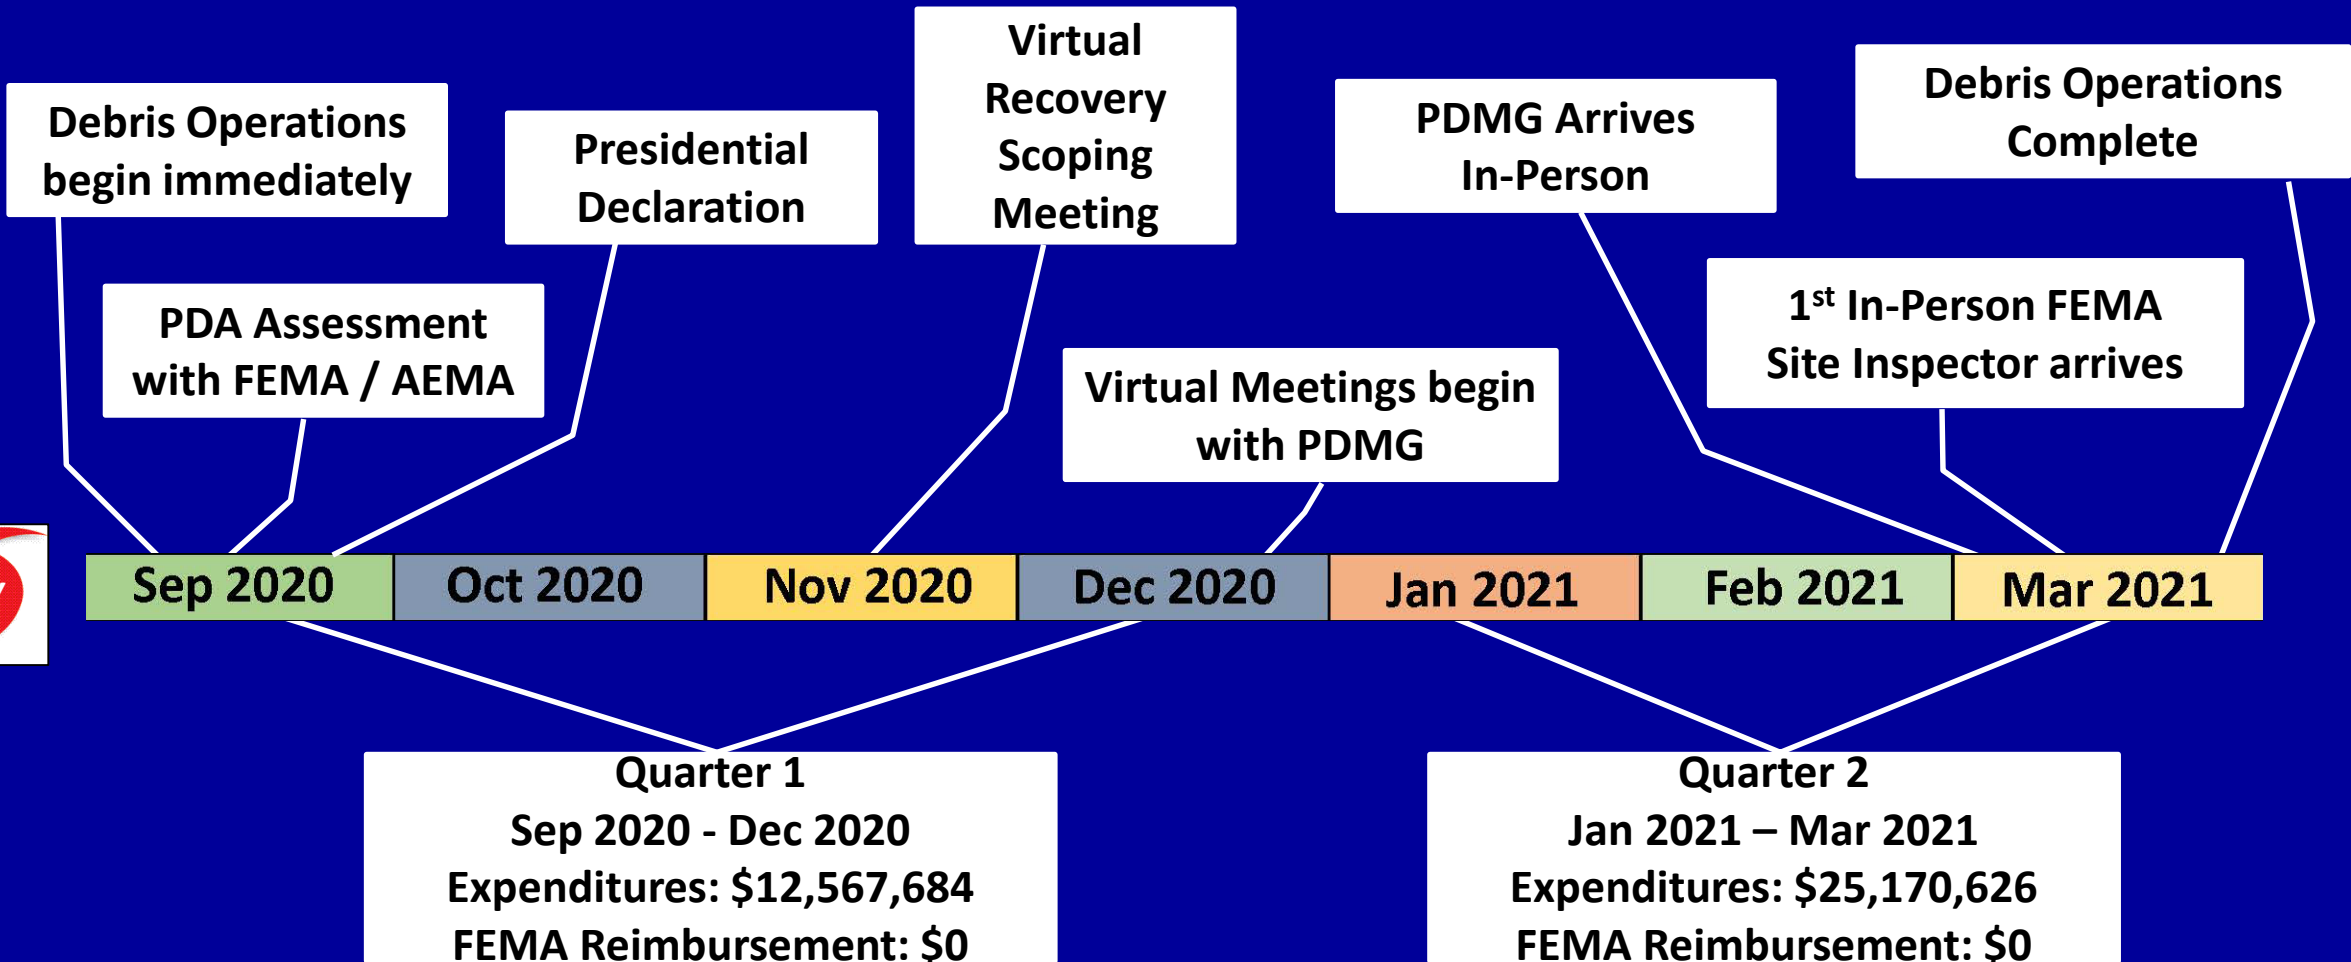 Debris Operations
begin immediately
PDA Assessment
with FEMA / AEMA
Presidential
Declaration
Virtual
Recovery
Scoping
Meeting
Virtual Meetings begin
with PDMG
PDMG Arrives
In-Person
1st In-Person FEMA
Site Inspector arrives
Debris Operations
Complete
Sep 2020
Oct 2020
Nov 2020
Dec 2020
Jan 2021
Feb 2021
Mar 2021
Quarter 1
Sep 2020 - Dec 2020
Expenditures: $12,567,684
FEMA Reimbursement: $0
Quarter 2
Jan 2021 – Mar 2021
Expenditures: $25,170,626
FEMA Reimbursement: $0